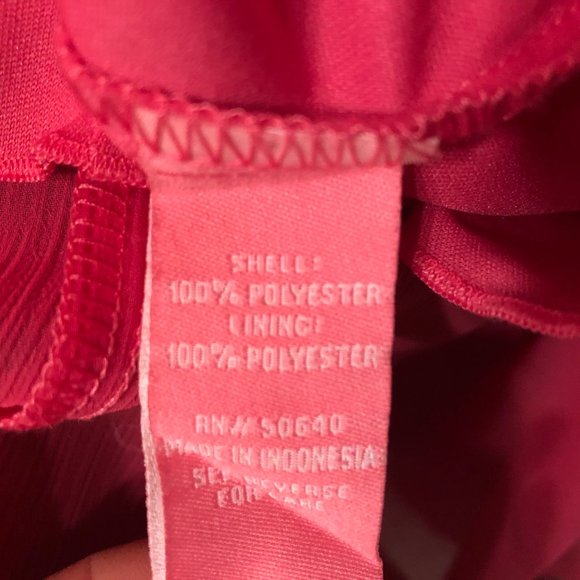 SHELL:
100% POLYESTER
LINING:
100% POLYESTER
RN# 50640
MADE IN INDONESIA
SEE REVERSE
FOR CARE